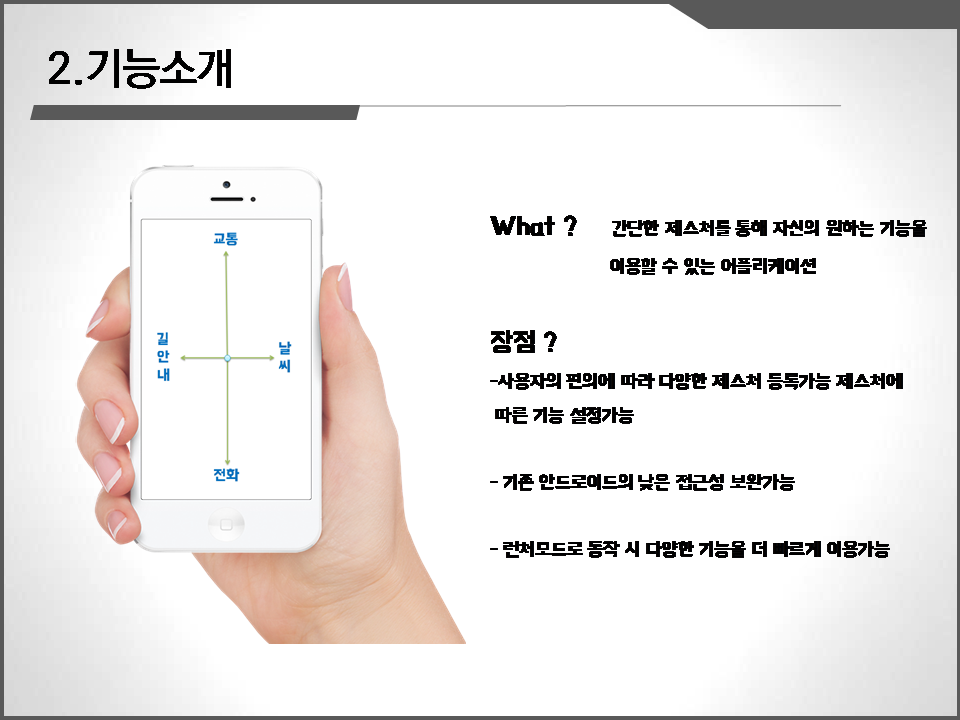 2.기능소개
교통
길
안
내
날
씨
전화
What ? 간단한 제스처를 통해 자신의 원하는 기능을
이용할 수 있는 어플리케이션
장점 ?
-사용자의 편의에 따라 다양한 제스처 등록가능 제스처에
따른 기능 설정가능
- 기존 안드로이드의 낮은 접근성 보완가능
- 런처모드로 동작 시 다양한 기능을 더 빠르게 이용가능